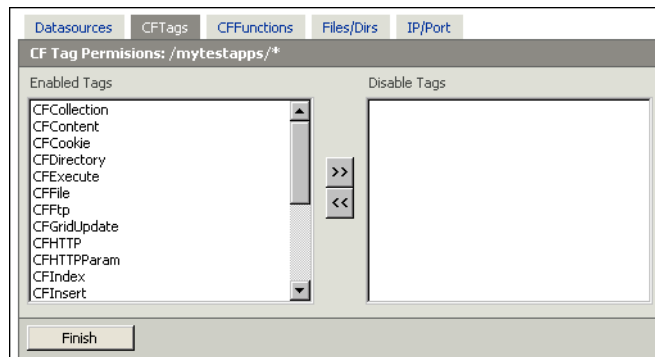 Datasources CFTags CFFunctions Files/Dirs IP/Port
CF Tag Permisions: /mytestapps/*
Enabled Tags Disable Tags
CFCollection
CFContent
CFCookie
CFDirectory
CFExecute
CFFile
CFFtp
CFGridUpdate
CFHTTP
CFHTTPParam
CFIndex
CFInsert
>>
<<
Finish